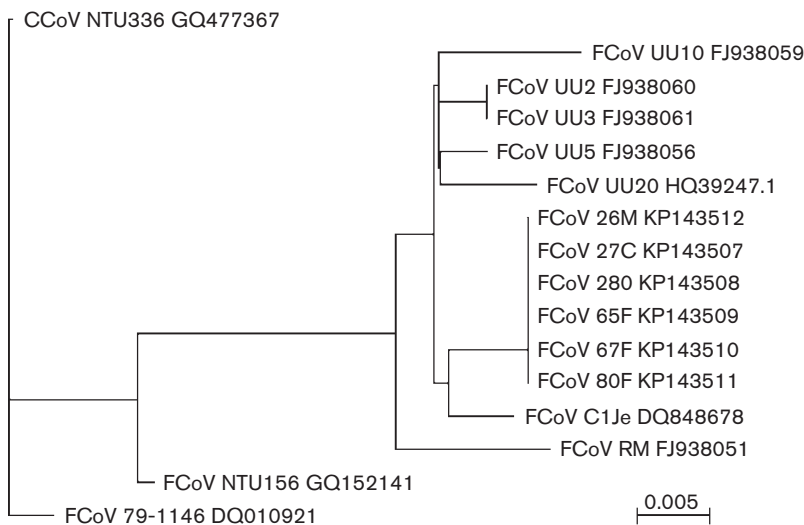 CCoV NTU336 GQ477367
FCoV UU10 FJ938059
FCoV UU2 FJ938060
FCoV UU3 FJ938061
FCoV UU5 FJ938056
FCoV UU20 HQ39247.1
FCoV 26M KP143512
FCoV 27C KP143507
FCoV 280 KP143508
FCoV 65F KP143509
FCoV 67F KP143510
FCoV 80F KP143511
FCoV C1Je DQ848678
FCoV RM FJ938051
FCoV NTU156 GQ152141
FCoV 79-1146 DQ010921
0.005